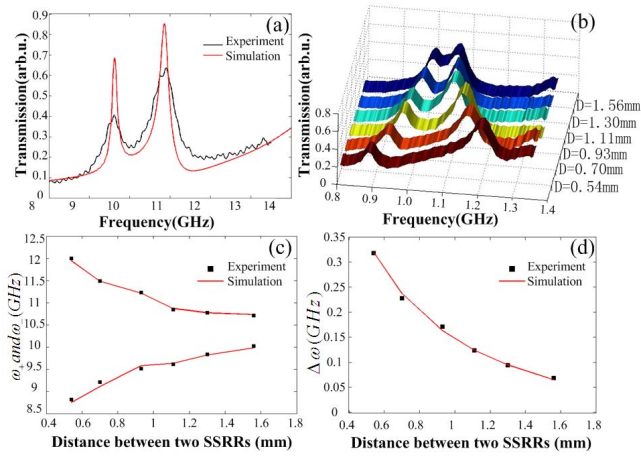 (a)
Transmission(arb.u.)
0.9
0.8
0.7
0.6
0.5
0.4
0.3
0.2
0.1
0
Experiment
Simulation
8 9 10 11 12 13 14
Frequency(GHz)
(b)
Transmission(arb.u.)
0.8
0.6
0.4
0.2
0
0.8 0.9 1.0 1.1 1.2 1.3 1.4
Frequency(GHz)
D=1.56mm
D=1.30mm
D=1.11mm
D=0.93mm
D=0.70mm
D=0.54mm
(c)
ω₊ and ω₋(GHz)
12.5
12
11.5
11
10.5
10
9.5
9
8.5
Experiment
Simulation
0.4 0.6 0.8 1 1.2 1.4 1.6 1.8
Distance between two SSRRs (mm)
(d)
Δω(GHz)
0.35
0.3
0.25
0.2
0.15
0.1
0.05
0
Experiment
Simulation
0.4 0.6 0.8 1 1.2 1.4 1.6 1.8
Distance between two SSRRs (mm)